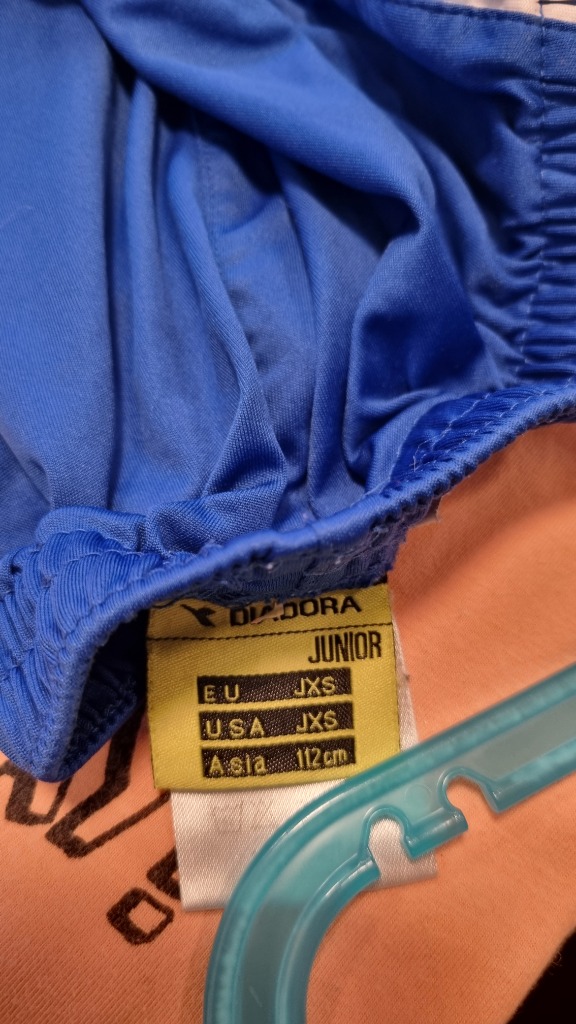 DIADORA
JUNIOR
EU JXS
USA JXS
Asia 112cm